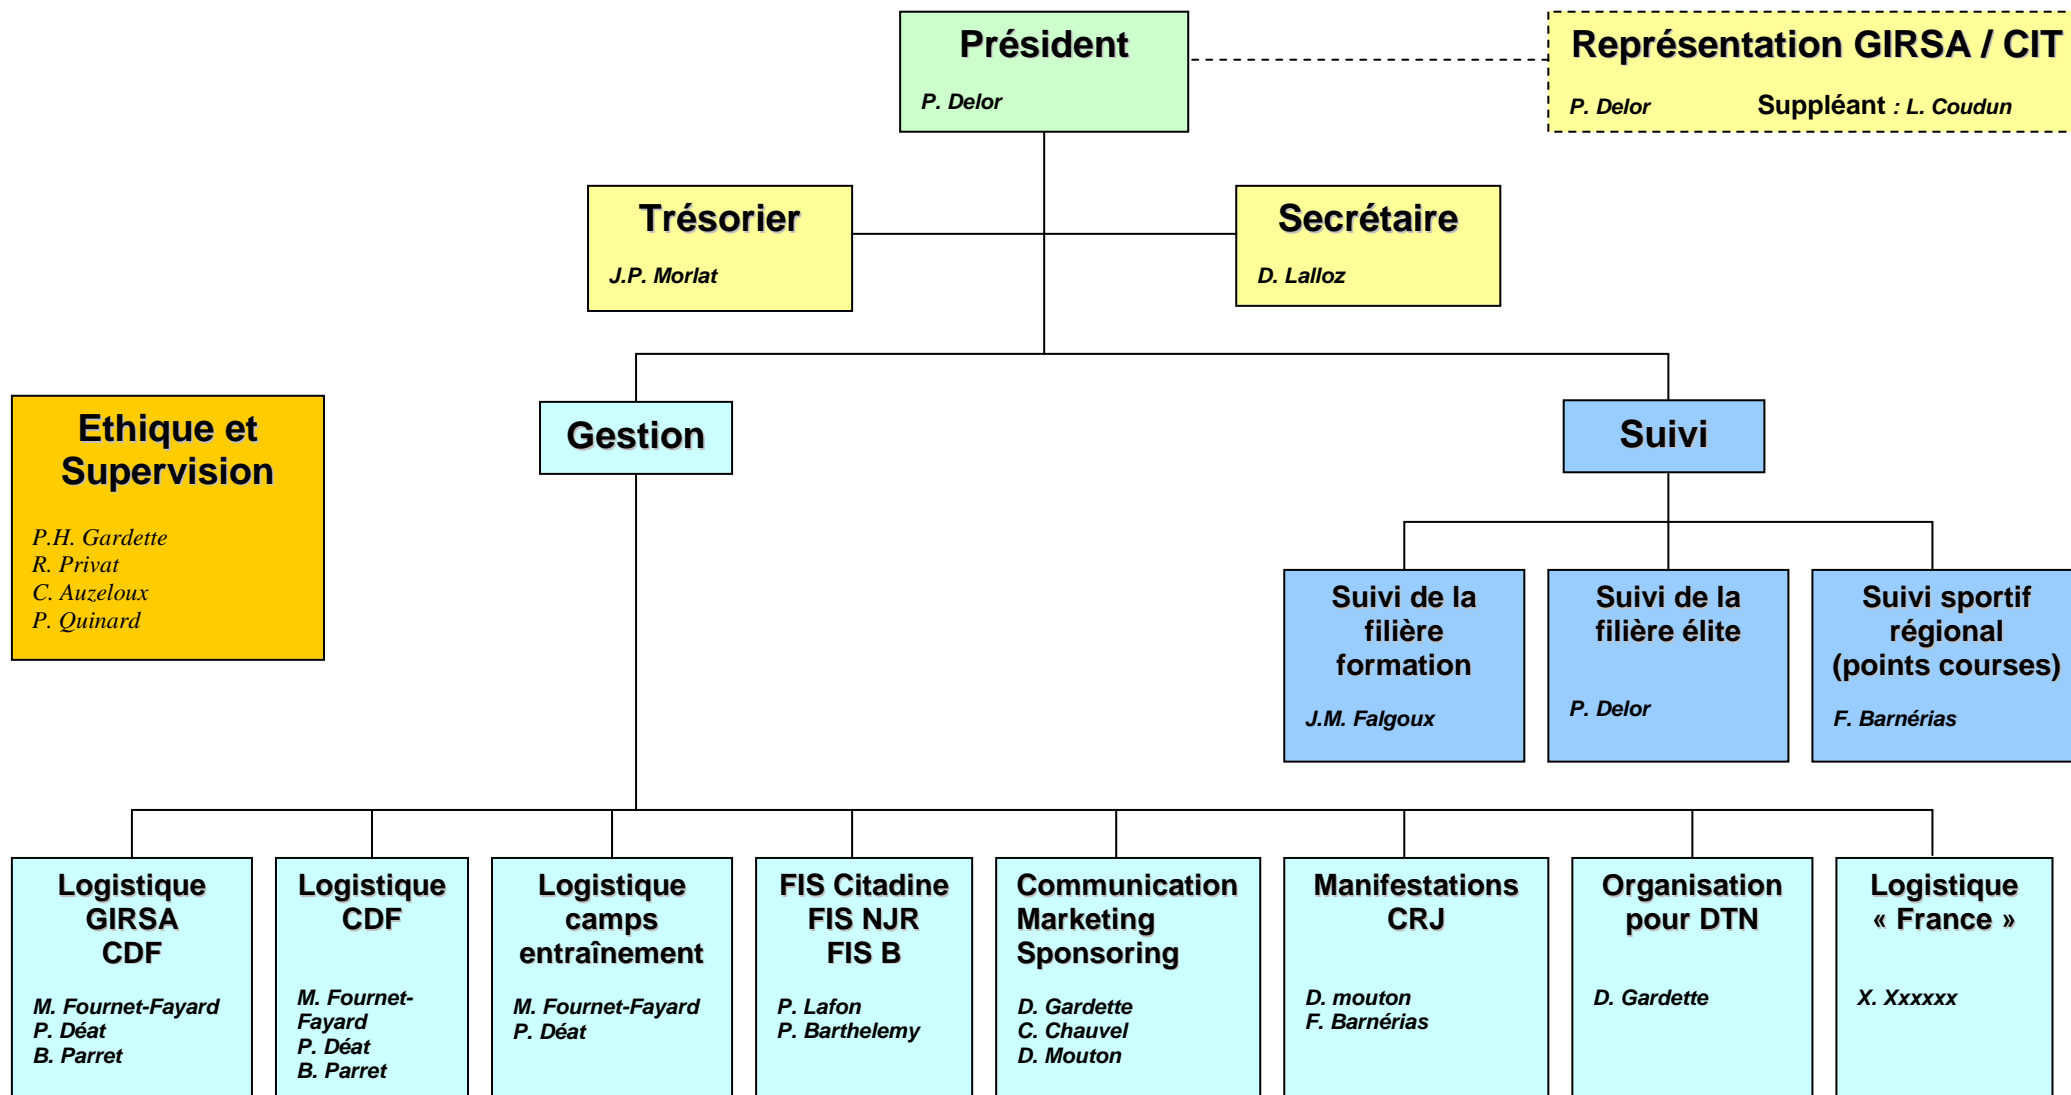 Président
P. Delor
Représentation GIRSA / CIT
P. Delor Suppléant : L. Coudun
Trésorier
J.P. Morlat
Secrétaire
D. Lalloz
Ethique et
Supervision
P.H. Gardette
R. Privat
C. Auzeloux
P. Quinard
Gestion
Suivi
Suivi de la
filière
formation
J.M. Falgoux
Suivi de la
filière élite
P. Delor
Suivi sportif
régional
(points courses)
F. Barnérias
Logistique
GIRSA
CDF
M. Fournet-Fayard
P. Déat
B. Parret
Logistique
CDF
M. Fournet-
Fayard
P. Déat
B. Parret
Logistique
camps
entraînement
M. Fournet-Fayard
P. Déat
FIS Citadine
FIS NJR
FIS B
P. Lafon
P. Barthelemy
Communication
Marketing
Sponsoring
D. Gardette
C. Chauvel
D. Mouton
Manifestations
CRJ
D. mouton
F. Barnérias
Organisation
pour DTN
D. Gardette
Logistique
« France »
X. Xxxxxx